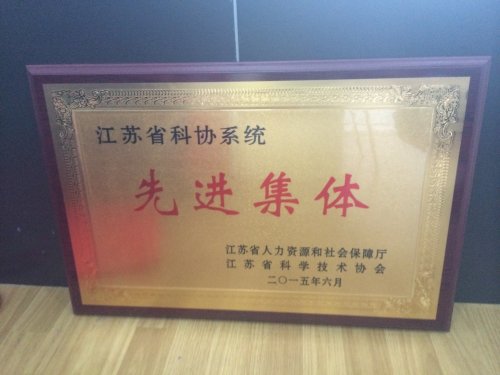 江苏省科协系统
先进集体
江苏省人力资源和社会保障厅
江苏省科学技术协会
二〇一五年六月